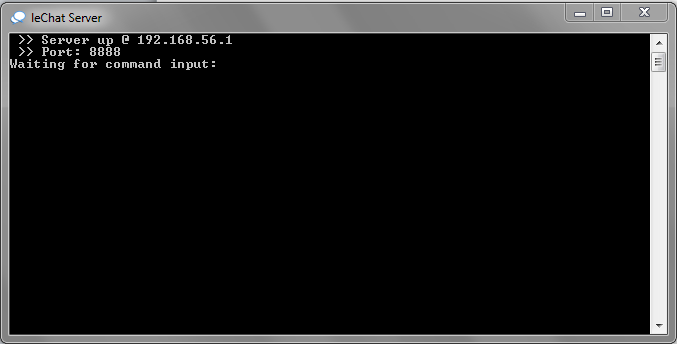 leChat Server
>> Server up @ 192.168.56.1
>> Port: 8888
Waiting for command input: